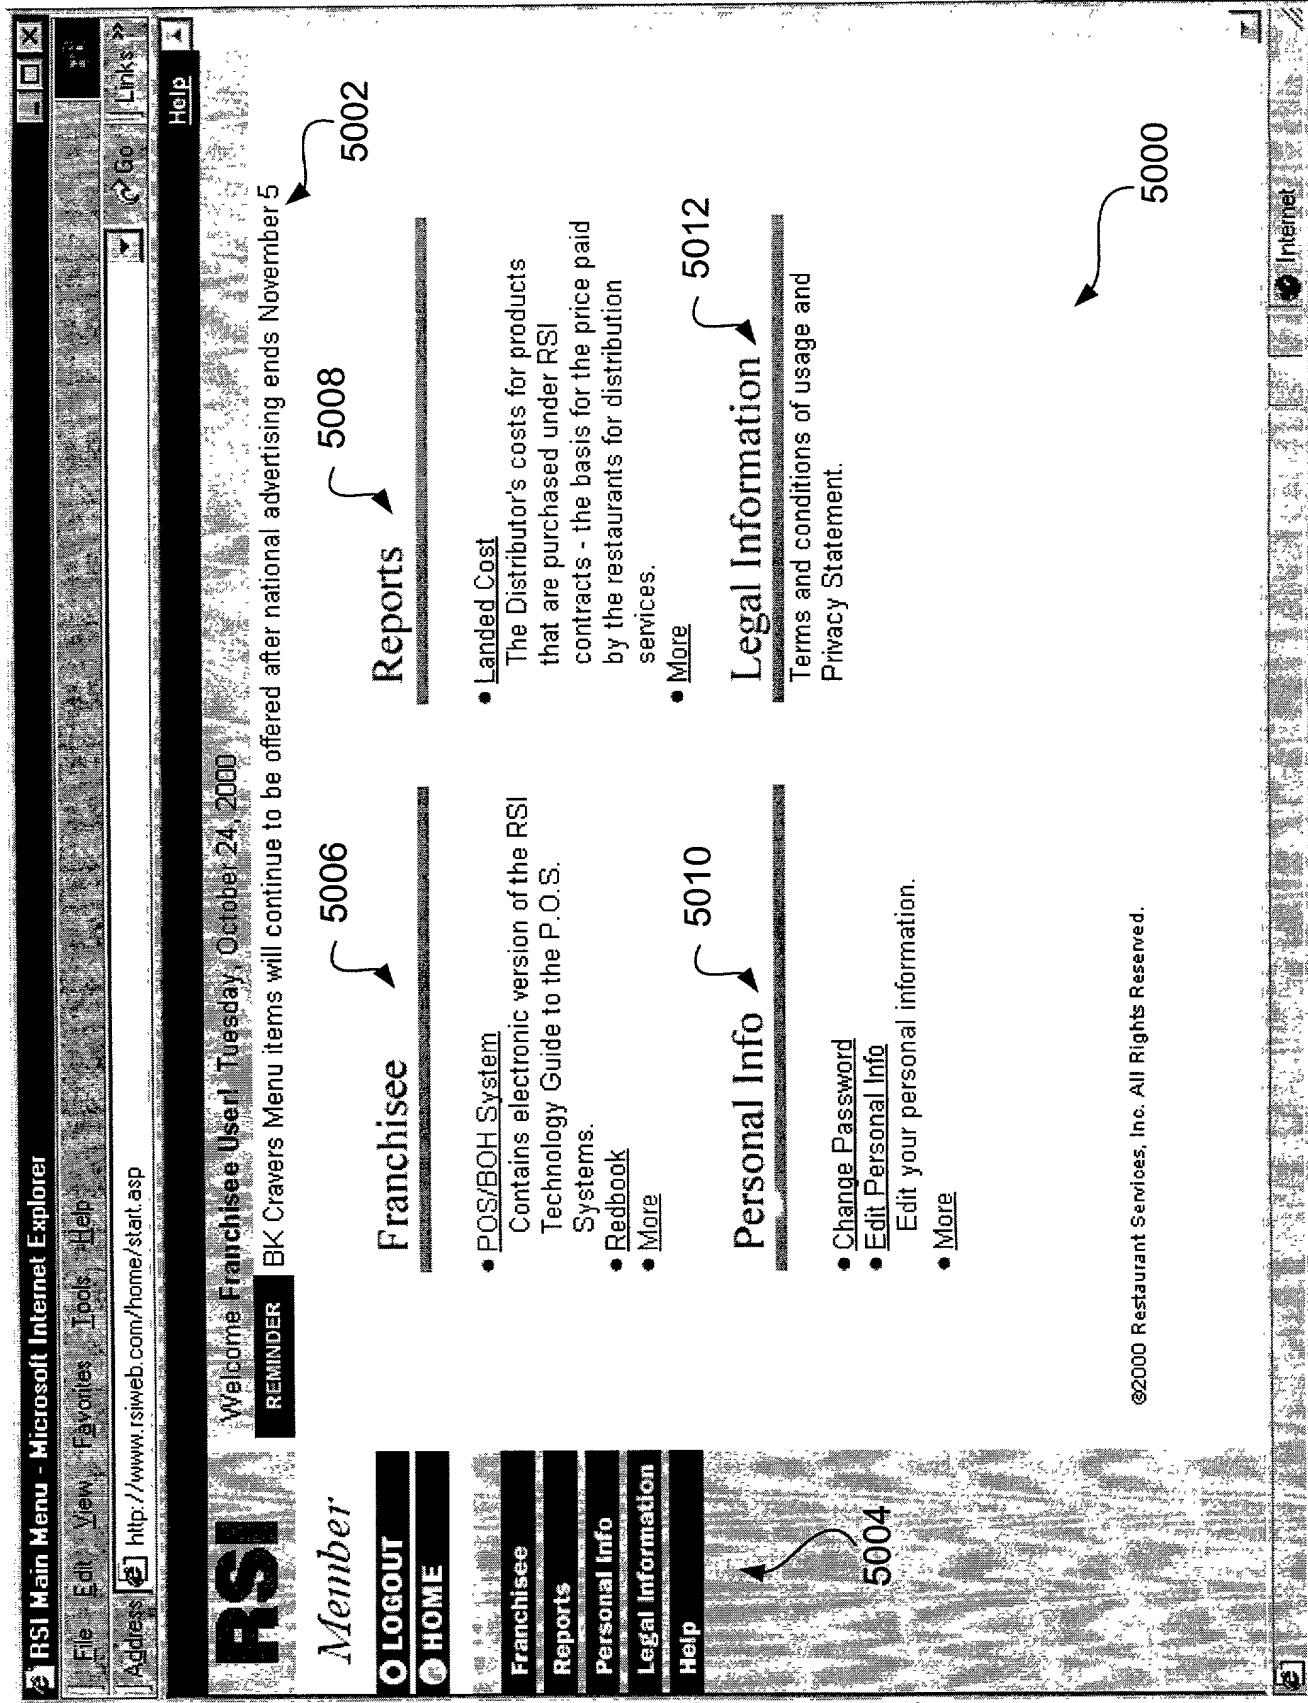 RSI Main Menu - Microsoft Internet Explorer
File Edit View Favorites Tools Help
Address http://www.rsiweb.com/home/start.asp Go Links »
Help
RSI
Welcome Franchisee User! Tuesday, October 24, 2000
REMINDER BK Cravers Menu items will continue to be offered after national advertising ends November 5
5002
Member
LOGOUT
HOME
Franchisee
Reports
Personal Info
Legal Information
Help
5004
5006
Franchisee
• POS/BOH System
Contains electronic version of the RSI
Technology Guide to the P.O.S.
Systems.
• Redbook
• More
5008
Reports
• Landed Cost
The Distributor's costs for products
that are purchased under RSI
contracts - the basis for the price paid
by the restaurants for distribution
services.
• More
5010
Personal Info
• Change Password
• Edit Personal Info
Edit your personal information.
• More
5012
Legal Information
Terms and conditions of usage and
Privacy Statement.
5000
©2000 Restaurant Services, Inc. All Rights Reserved.
Internet